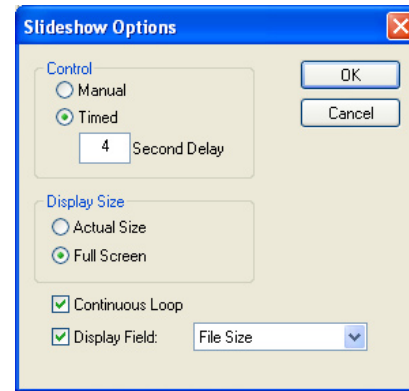 Slideshow Options
Control
Manual
Timed
4 Second Delay
OK
Cancel
Display Size
Actual Size
Full Screen
Continuous Loop
Display Field: File Size